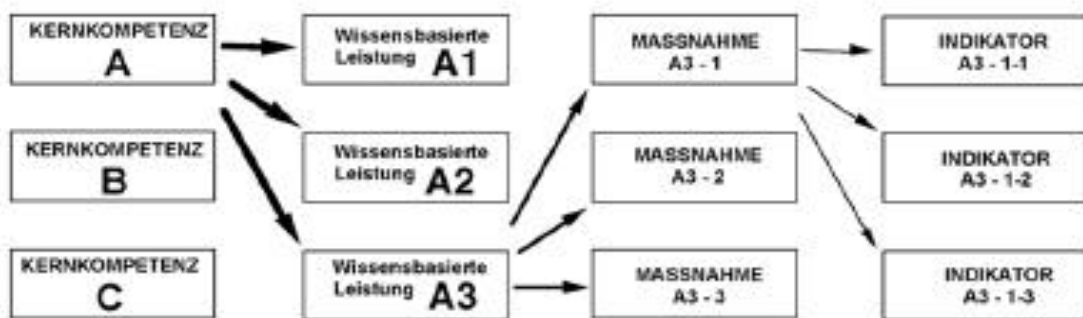 KERNKOMPETENZ
A
Wissensbasierte
Leistung A1
MASSNAHME
A3 - 1
INDIKATOR
A3 - 1-1
KERNKOMPETENZ
B
Wissensbasierte
Leistung A2
MASSNAHME
A3 - 2
INDIKATOR
A3 - 1-2
KERNKOMPETENZ
C
Wissensbasierte
Leistung A3
MASSNAHME
A3 - 3
INDIKATOR
A3 - 1-3